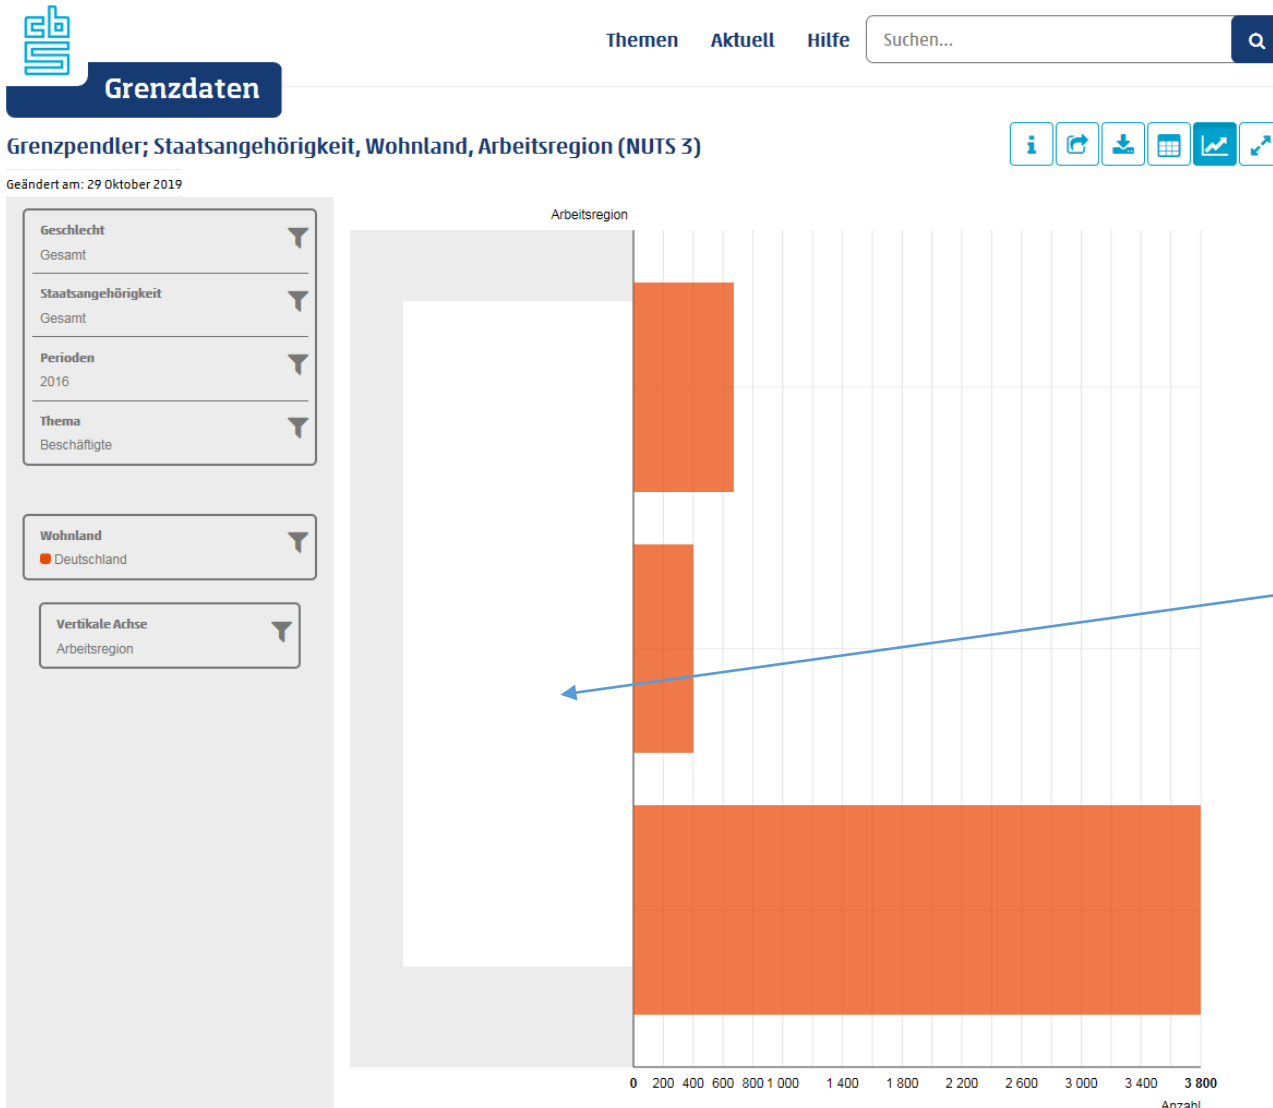 cbs
Themen Aktuell Hilfe Suchen...
Grenzdaten
Grenzpendler; Staatsangehörigkeit, Wohnland, Arbeitsregion (NUTS 3)
Geändert am: 29 Oktober 2019
Geschlecht
Gesamt
Staatsangehörigkeit
Gesamt
Perioden
2016
Thema
Beschäftigte
Wohnland
Deutschland
Vertikale Achse
Arbeitsregion
Arbeitsregion
0 200 400 600 800 1 000 1 400 1 800 2 200 2 600 3 000 3 400 3 800
Anzahl